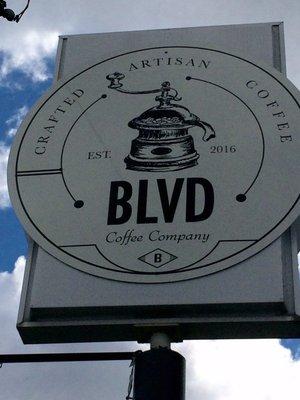 CRAFTED ARTISAN COFFEE
EST. 2016
BLVD
Coffee Company
B